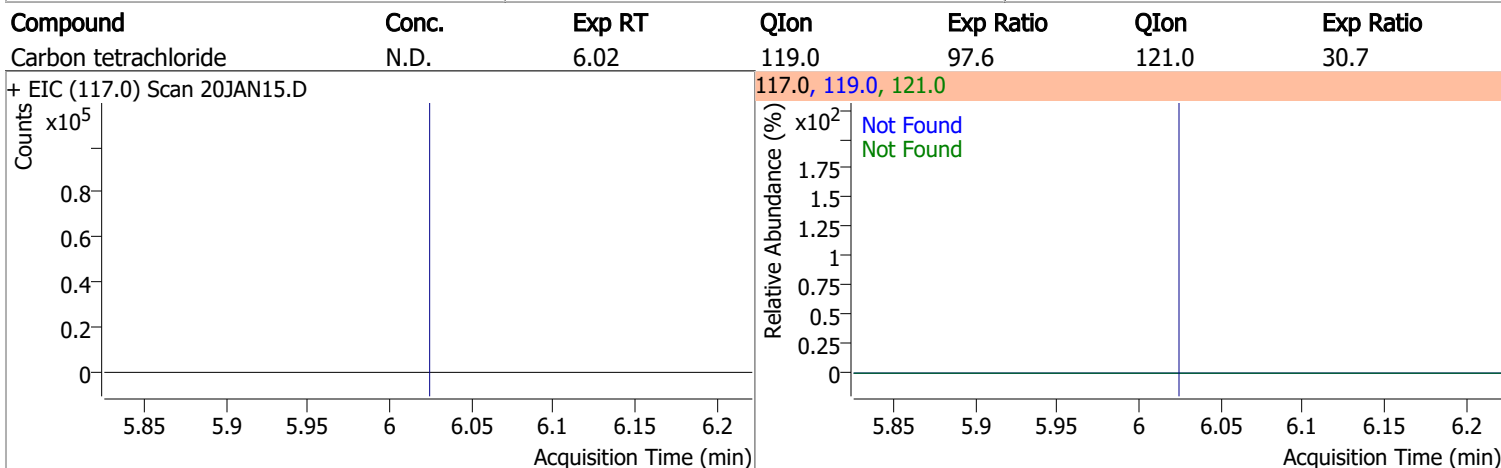 Compound Conc. Exp RT QIon Exp Ratio QIon Exp Ratio
Carbon tetrachloride N.D. 6.02 119.0 97.6 121.0 30.7
+ EIC (117.0) Scan 20JAN15.D
Counts
x10⁵
0.8
0.6
0.4
0.2
0
5.85 5.9 5.95 6 6.05 6.1 6.15 6.2
Acquisition Time (min)
117.0, 119.0, 121.0
Relative Abundance (%)
x10²
Not Found
Not Found
1.75
1.5
1.25
1
0.75
0.5
0.25
0
5.85 5.9 5.95 6 6.05 6.1 6.15 6.2
Acquisition Time (min)